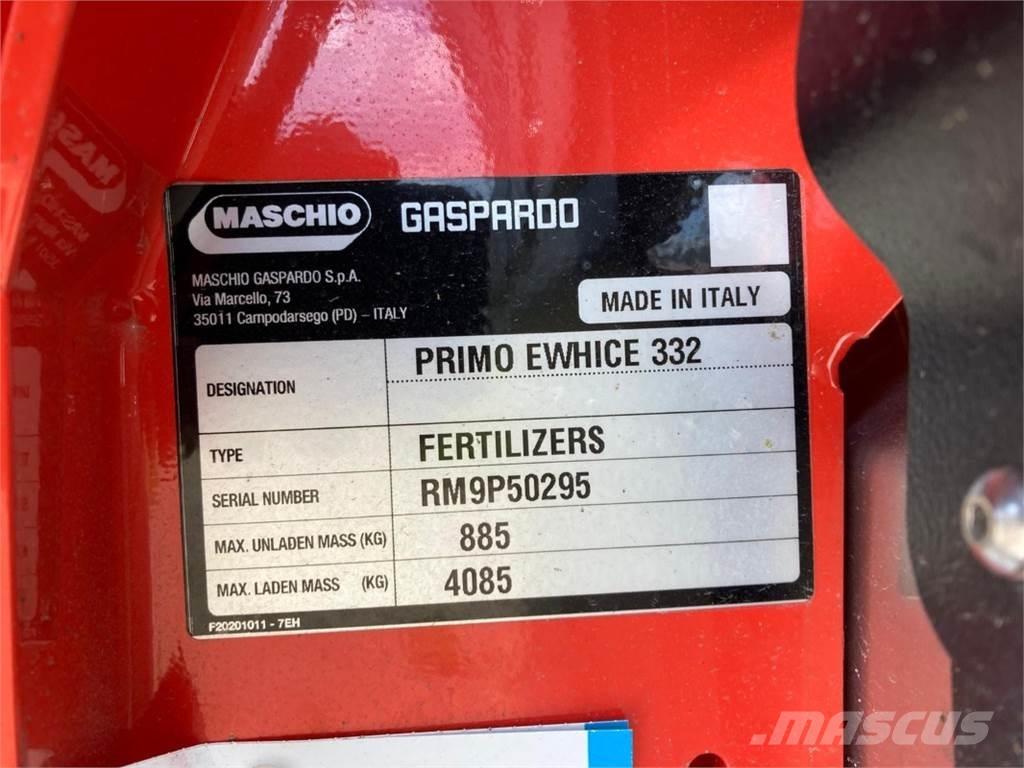 MASCHIO GASPARDO
MASCHIO GASPARDO S.p.A.
Via Marcello, 73
35011 Campodarsego (PD) – ITALY
MADE IN ITALY
DESIGNATION PRIMO EWHICE 332
TYPE FERTILIZERS
SERIAL NUMBER RM9P50295
MAX. UNLADEN MASS (KG) 885
MAX. LADEN MASS (KG) 4085
F20201011 - 7EH
MASCUS